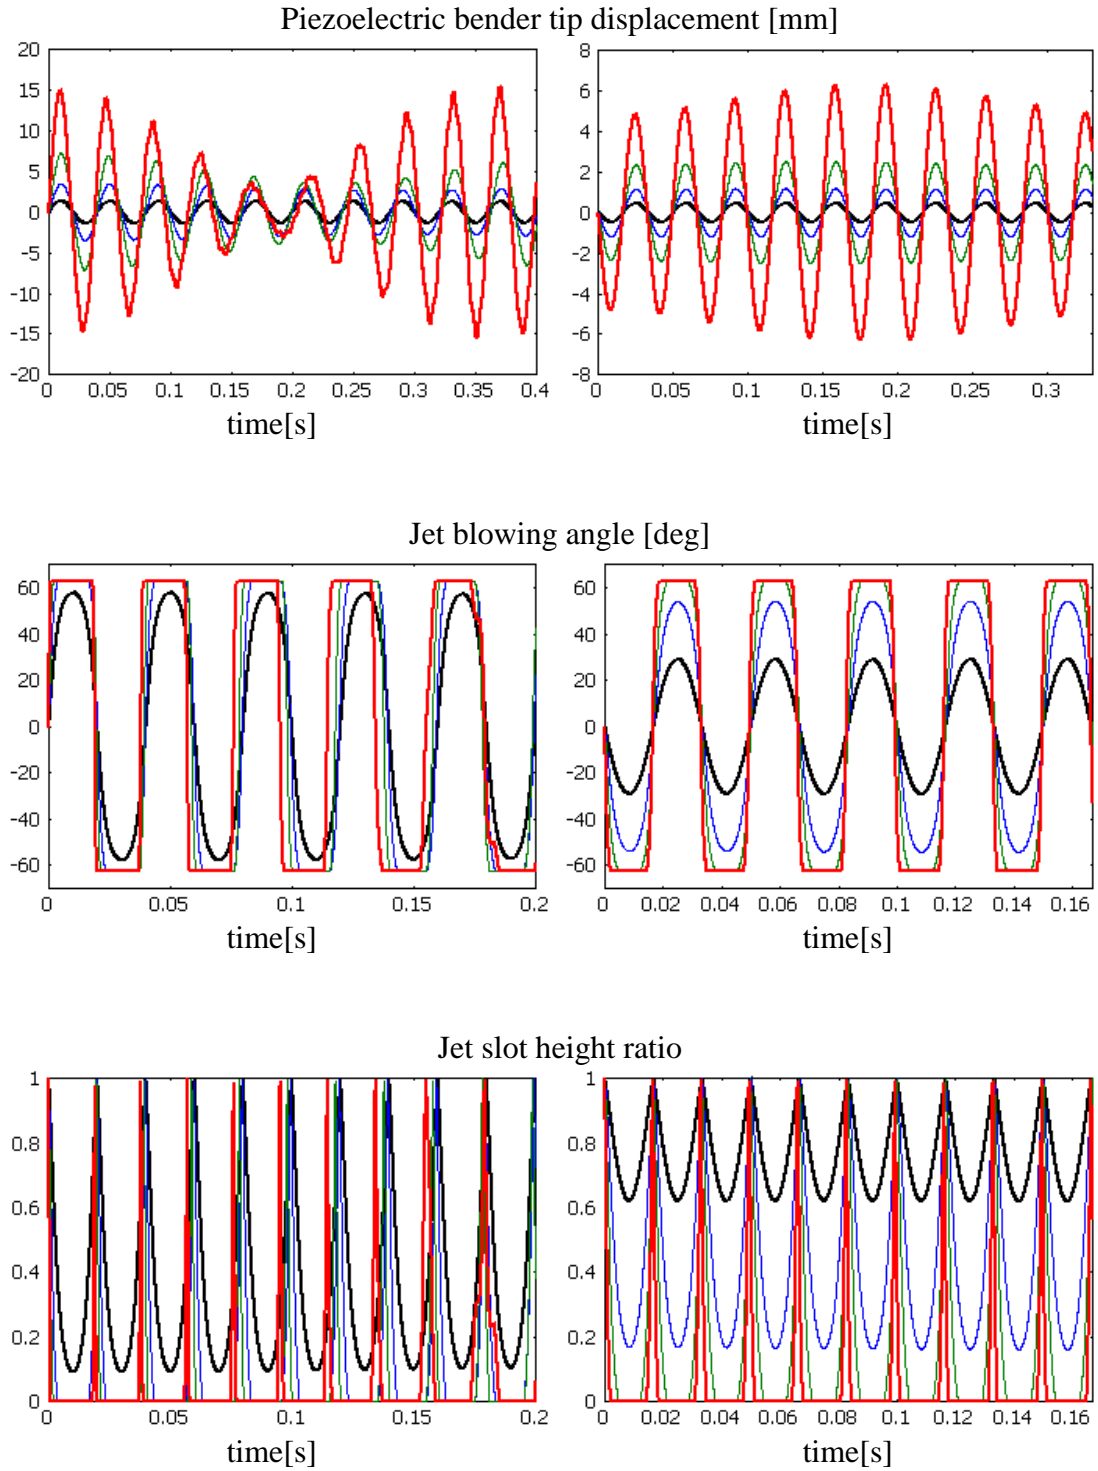 Piezoelectric bender tip displacement [mm]
20
15
10
5
0
-5
-10
-15
-20
0 0.05 0.1 0.15 0.2 0.25 0.3 0.35 0.4
time[s]
8
6
4
2
0
-2
-4
-6
-8
0 0.05 0.1 0.15 0.2 0.25 0.3
time[s]
Jet blowing angle [deg]
60
40
20
0
-20
-40
-60
0 0.05 0.1 0.15 0.2
time[s]
60
40
20
0
-20
-40
-60
0 0.02 0.04 0.06 0.08 0.1 0.12 0.14 0.16
time[s]
Jet slot height ratio
1
0.8
0.6
0.4
0.2
0
0 0.05 0.1 0.15 0.2
time[s]
1
0.8
0.6
0.4
0.2
0
0 0.02 0.04 0.06 0.08 0.1 0.12 0.14 0.16
time[s]